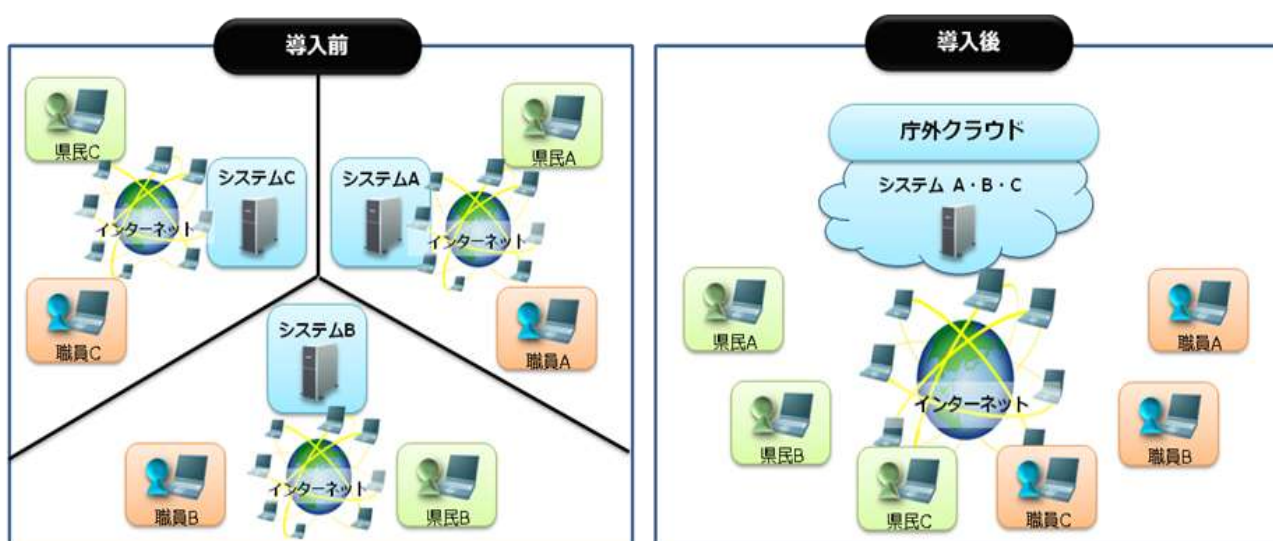 導入前
県民C
県民A
システムC
システムA
インターネット
インターネット
職員C
職員A
システムB
インターネット
職員B
県民B
導入後
庁外クラウド
システム A・B・C
県民A
職員A
インターネット
県民B
職員B
県民C
職員C